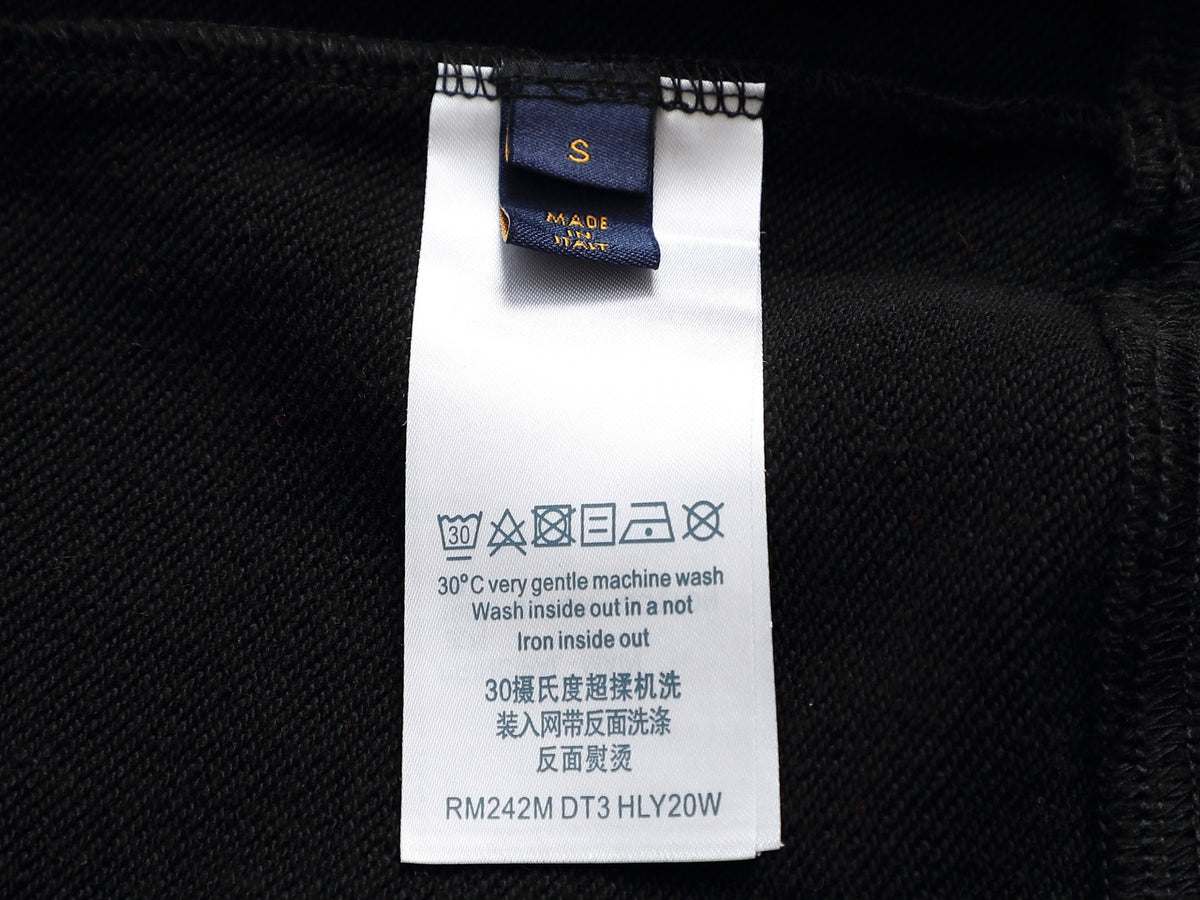 S
MADE
IN
ITALY
30
30°C very gentle machine wash
Wash inside out in a not
Iron inside out
30摄氏度超揉机洗
装入网带反面洗涤
反面熨烫
RM242M DT3 HLY20W